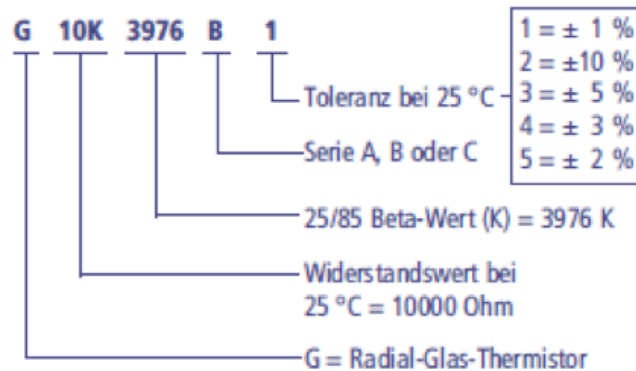 G 10K 3976 B 1
1 = ± 1 %
2 = ±10 %
3 = ± 5 %
4 = ± 3 %
5 = ± 2 %
Toleranz bei 25 °C
Serie A, B oder C
25/85 Beta-Wert (K) = 3976 K
Widerstandswert bei
25 °C = 10000 Ohm
G = Radial-Glas-Thermistor